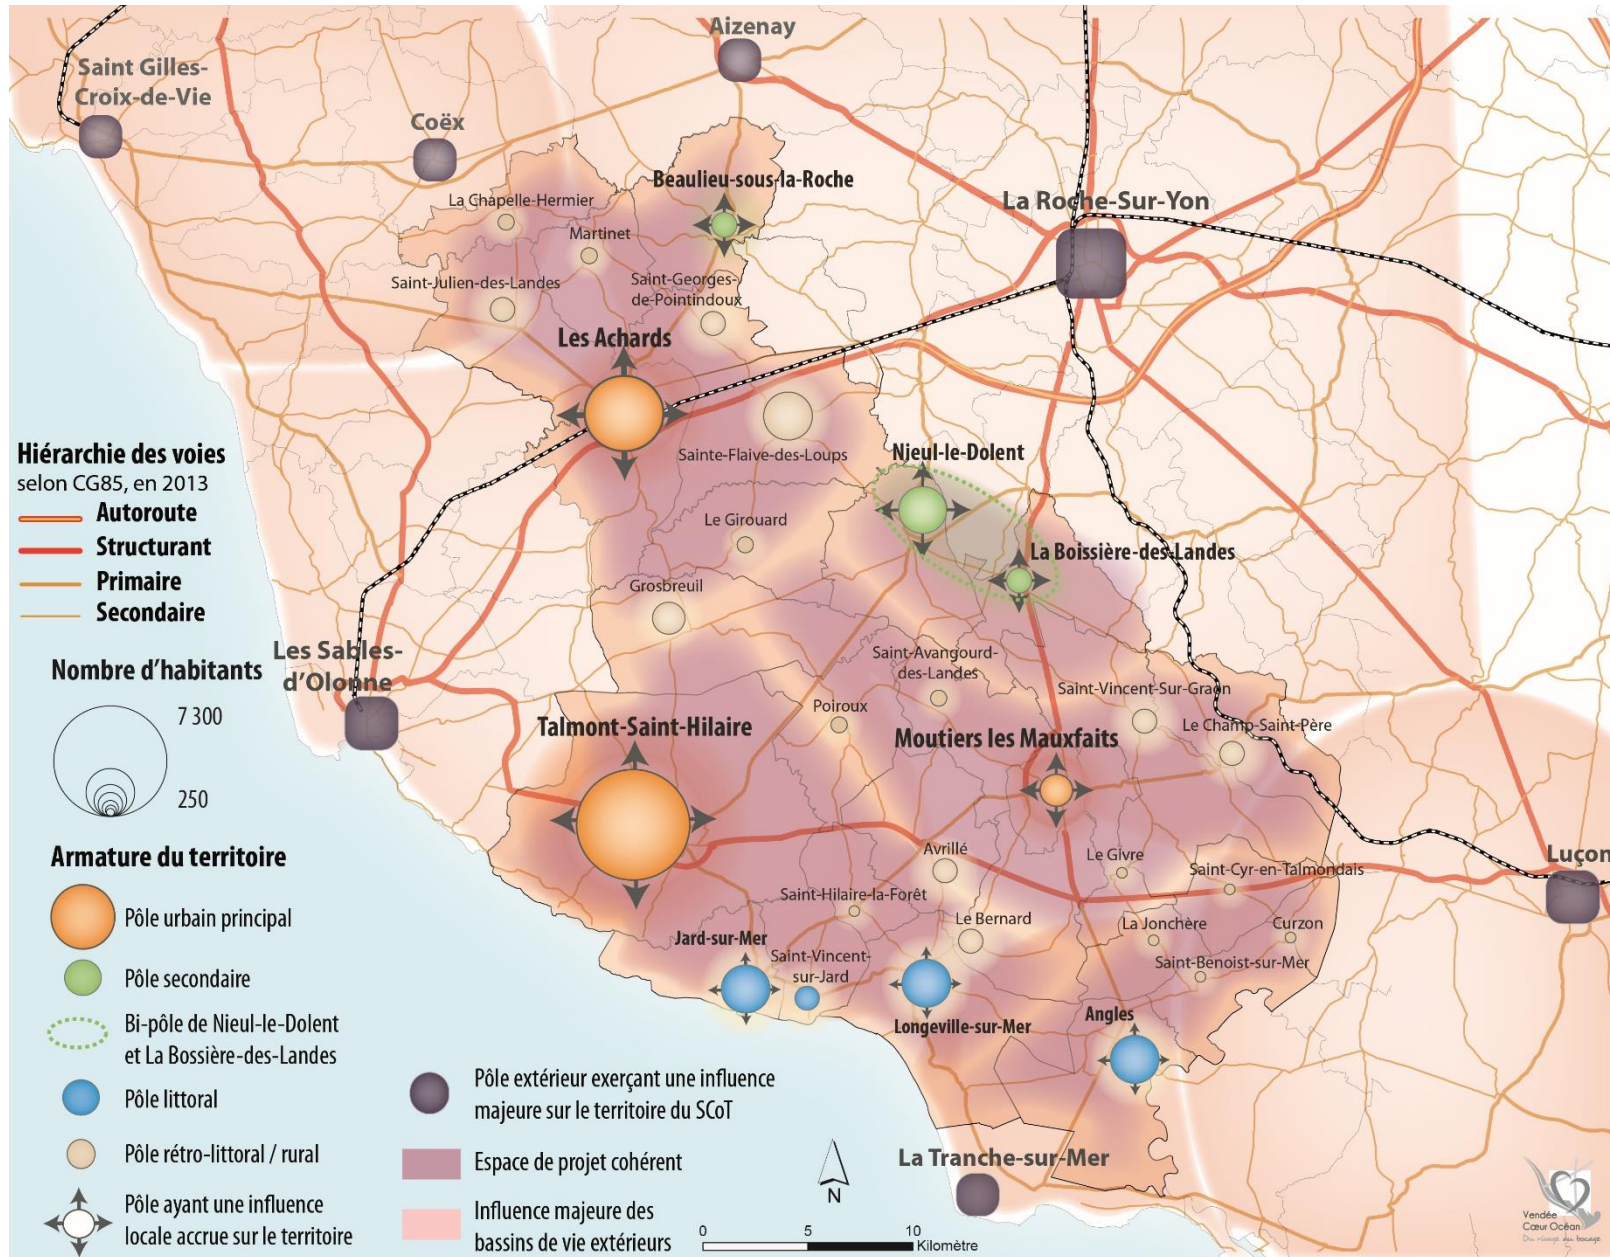 Aizenay
Saint Gilles-
Croix-de-Vie
Coëx
Beaulieu-sous-la-Roche
La Chapelle-Hermier
La Roche-Sur-Yon
Martinet
Saint-Julien-des-Landes
Saint-Georges-
de-Pointindoux
Les Achards
Sainte-Flaive-des-Loups
Nieul-le-Dolent
Le Girouard
La Boissière-des-Landes
Grosbreuil
Les Sables-
d'Olonne
Saint-Avangourd-
des-Landes
Saint-Vincent-Sur-Graon
Poiroux
Le Champ-Saint-Père
Talmont-Saint-Hilaire
Moutiers les Mauxfaits
Avrillé
Le Givre
Saint-Cyr-en-Talmondais
Luçon
Saint-Hilaire-la-Forêt
Le Bernard
La Jonchère
Curzon
Jard-sur-Mer
Saint-Vincent-
sur-Jard
Saint-Benoist-sur-Mer
Longeville-sur-Mer
Angles
La Tranche-sur-Mer
Hiérarchie des voies
selon CG85, en 2013
Autoroute
Structurant
Primaire
Secondaire
Nombre d'habitants
7 300
250
Armature du territoire
Pôle urbain principal
Pôle secondaire
Bi-pôle de Nieul-le-Dolent
et La Bossière-des-Landes
Pôle littoral
Pôle rétro-littoral / rural
Pôle ayant une influence
locale accrue sur le territoire
Pôle extérieur exerçant une influence
majeure sur le territoire du SCoT
Espace de projet cohérent
Influence majeure des
bassins de vie extérieurs
N
0 5 10
Kilomètre
Vendée
Cœur Océan
Du rivage au bocage